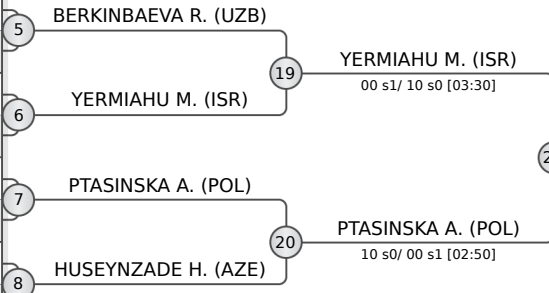 BERKINBAEVA R. (UZB)
5
19
YERMIAHU M. (ISR)
00 s1/ 10 s0 [03:30]
YERMIAHU M. (ISR)
6
PTASINSKA A. (POL)
7
20
PTASINSKA A. (POL)
10 s0/ 00 s1 [02:50]
HUSEYNZADE H. (AZE)
8